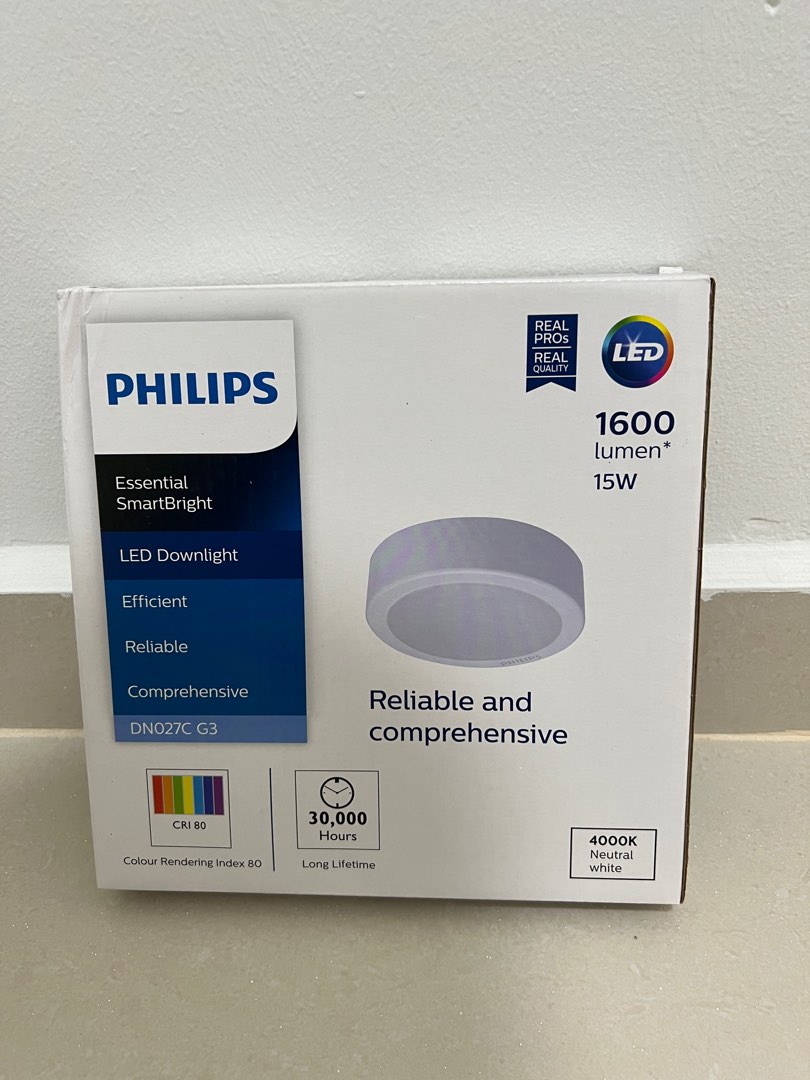 PHILIPS
Essential
SmartBright
LED Downlight
Efficient
Reliable
Comprehensive
DN027C G3
REAL
PROs
REAL
QUALITY
LED
1600
lumen*
15W
PHILIPS
Reliable and
comprehensive
CRI 80
Colour Rendering Index 80
30,000
Hours
Long Lifetime
4000K
Neutral
white